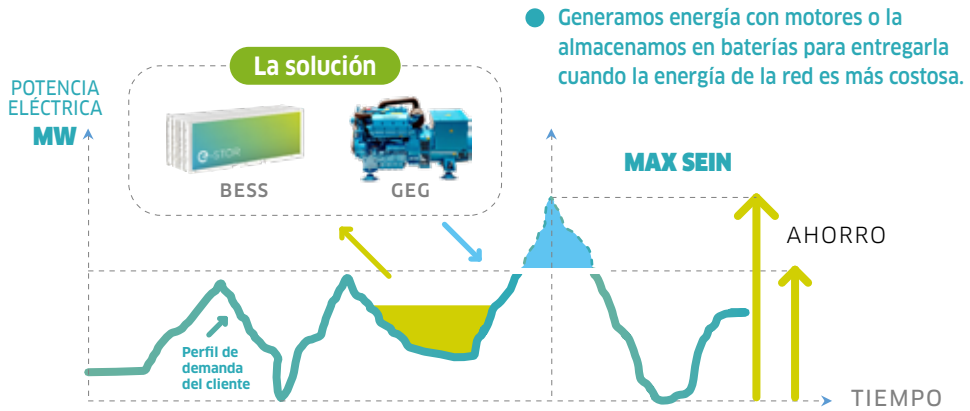 Generamos energía con motores o la
almacenamos en baterías para entregarla
cuando la energía de la red es más costosa.
La solución
POTENCIA
ELÉCTRICA
MW
e-STOR
BESS
GEG
MAX SEIN
AHORRO
Perfil de
demanda
del cliente
TIEMPO